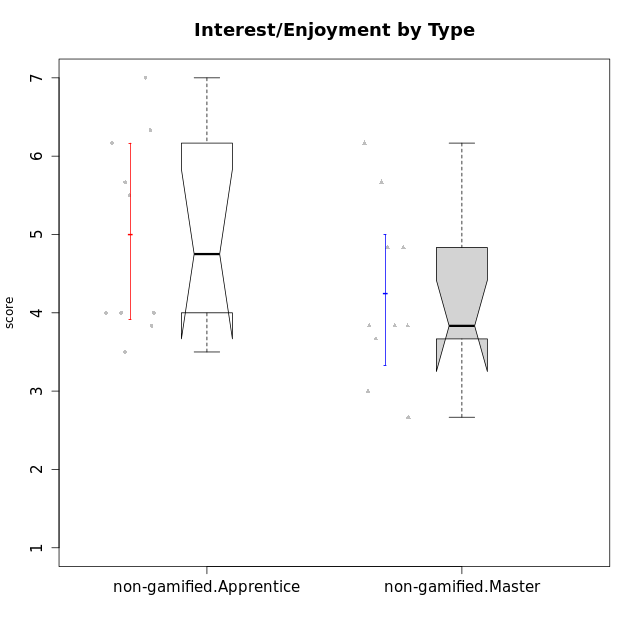 Interest/Enjoyment by Type
7
6
5
4
3
2
1
score
non-gamified.Apprentice
non-gamified.Master